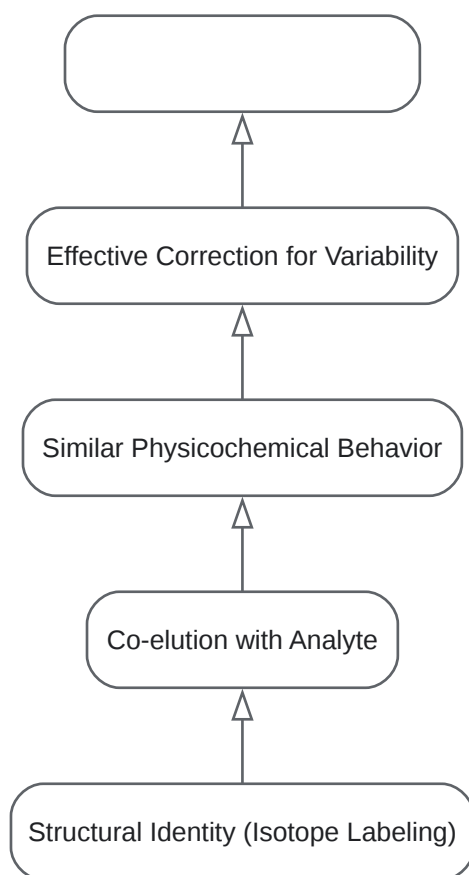 Effective Correction for Variability
Similar Physicochemical Behavior
Co-elution with Analyte
Structural Identity (Isotope Labeling)